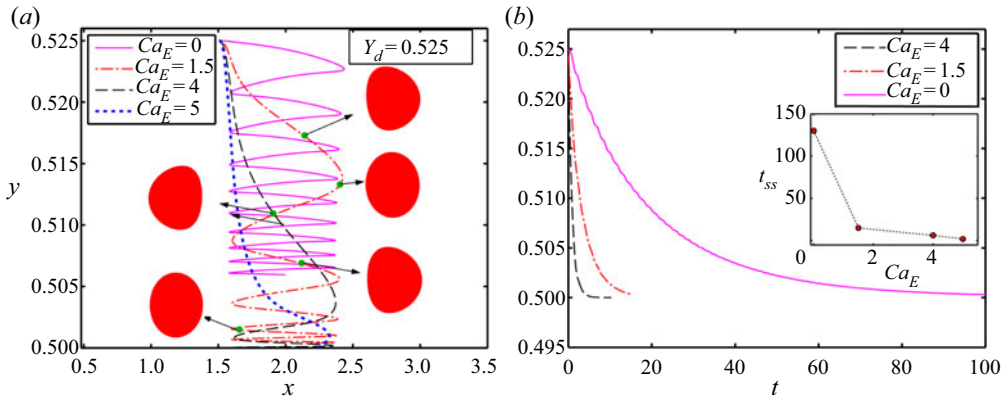 (a)
Ca_E = 0
Ca_E = 1.5
Ca_E = 4
Ca_E = 5
Y_d = 0.525
0.525
0.520
0.515
y
0.510
0.505
0.500
0.5 1.0 1.5 2.0 2.5 3.0 3.5
x
(b)
Ca_E = 4
Ca_E = 1.5
Ca_E = 0
0.525
0.520
0.515
0.510
0.505
0.500
0.495
0 20 40 60 80 100
t
150
100
t_ss
50
0 2 4
Ca_E